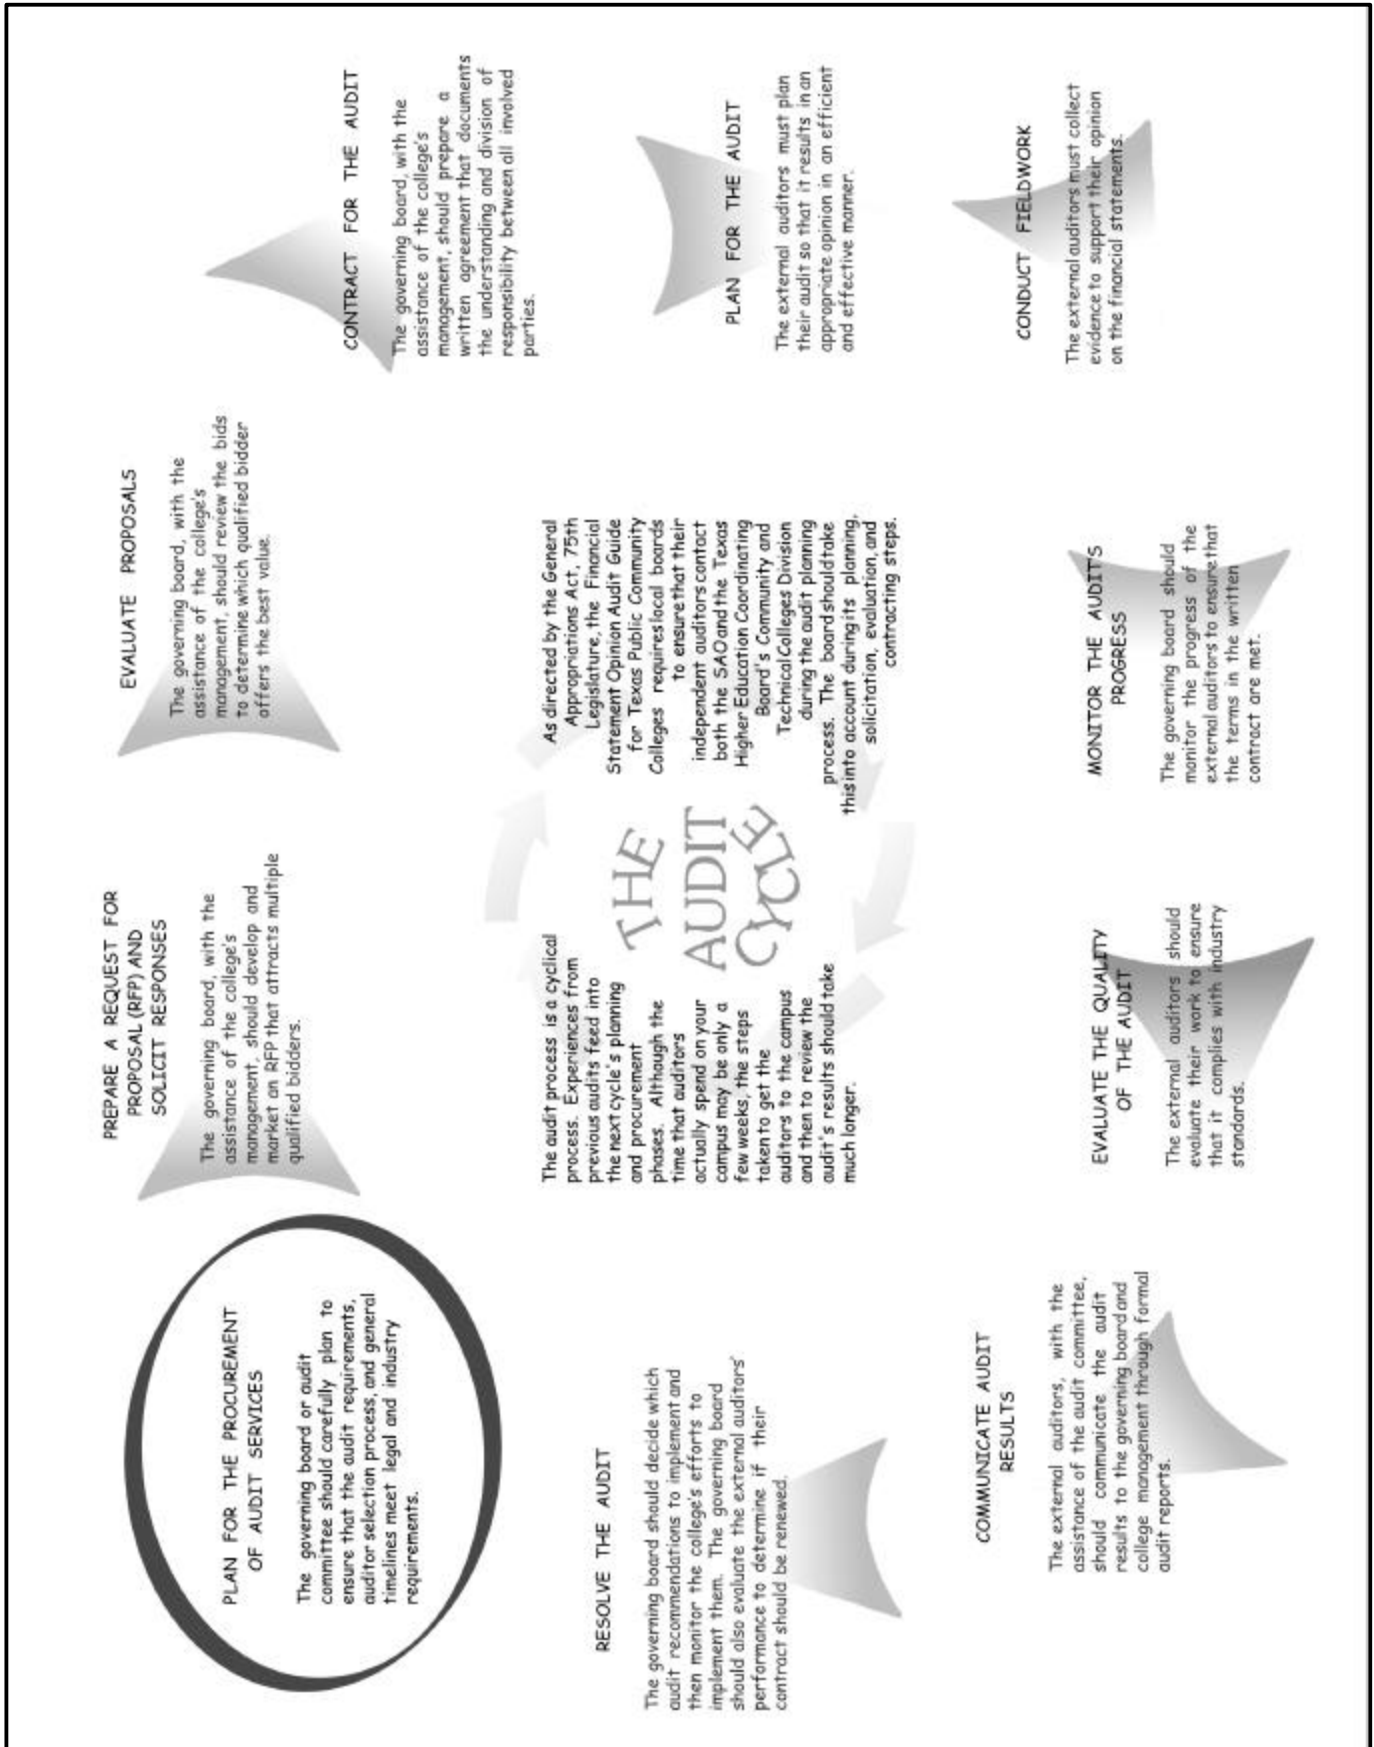 PLAN FOR THE PROCUREMENT
OF AUDIT SERVICES
The governing board or audit
committee should carefully plan to
ensure that the audit requirements,
auditor selection process, and general
timelines meet legal and industry
requirements.
PREPARE A REQUEST FOR
PROPOSAL (RFP) AND
SOLICIT RESPONSES
The governing board, with the
assistance of the college's
management, should develop and
market an RFP that attracts multiple
qualified bidders.
EVALUATE PROPOSALS
The governing board, with the
assistance of the college's
management, should review the bids
to determine which qualified bidder
offers the best value.
CONTRACT FOR THE AUDIT
The governing board, with the
assistance of the college's
management, should prepare a
written agreement that documents
the understanding and division of
responsibility between all involved
parties.
PLAN FOR THE AUDIT
The external auditors must plan
their audit so that it results in an
appropriate opinion in an efficient
and effective manner.
CONDUCT FIELDWORK
The external auditors must collect
evidence to support their opinion
on the financial statements.
MONITOR THE AUDIT'S
PROGRESS
The governing board should
monitor the progress of the
external auditors to ensure that
the terms in the written
contract are met.
EVALUATE THE QUALITY
OF THE AUDIT
The external auditors should
evaluate their work to ensure
that it complies with industry
standards.
COMMUNICATE AUDIT
RESULTS
The external auditors, with the
assistance of the audit committee,
should communicate the audit
results to the governing board and
college management through formal
audit reports.
RESOLVE THE AUDIT
The governing board should decide which
audit recommendations to implement and
then monitor the college's efforts to
implement them. The governing board
should also evaluate the external auditors'
performance to determine if their
contract should be renewed.
The audit process is a cyclical
process. Experiences from
previous audits feed into
the next cycle's planning
and procurement
phases. Although the
time that auditors
actually spend on your
campus may be only a
few weeks, the steps
taken to get the
auditors to the campus
and then to review the
audit's results should take
much longer.
THE
AUDIT
CYCLE
As directed by the General
Appropriations Act, 75th
Legislature, the Financial
Statement Opinion Audit Guide
for Texas Public Community
Colleges requires local boards
to ensure that their
independent auditors contact
both the SAO and the Texas
Higher Education Coordinating
Board's Community and
Technical Colleges Division
during the audit planning
process. The board should take
this into account during its planning,
solicitation, evaluation, and
contracting steps.